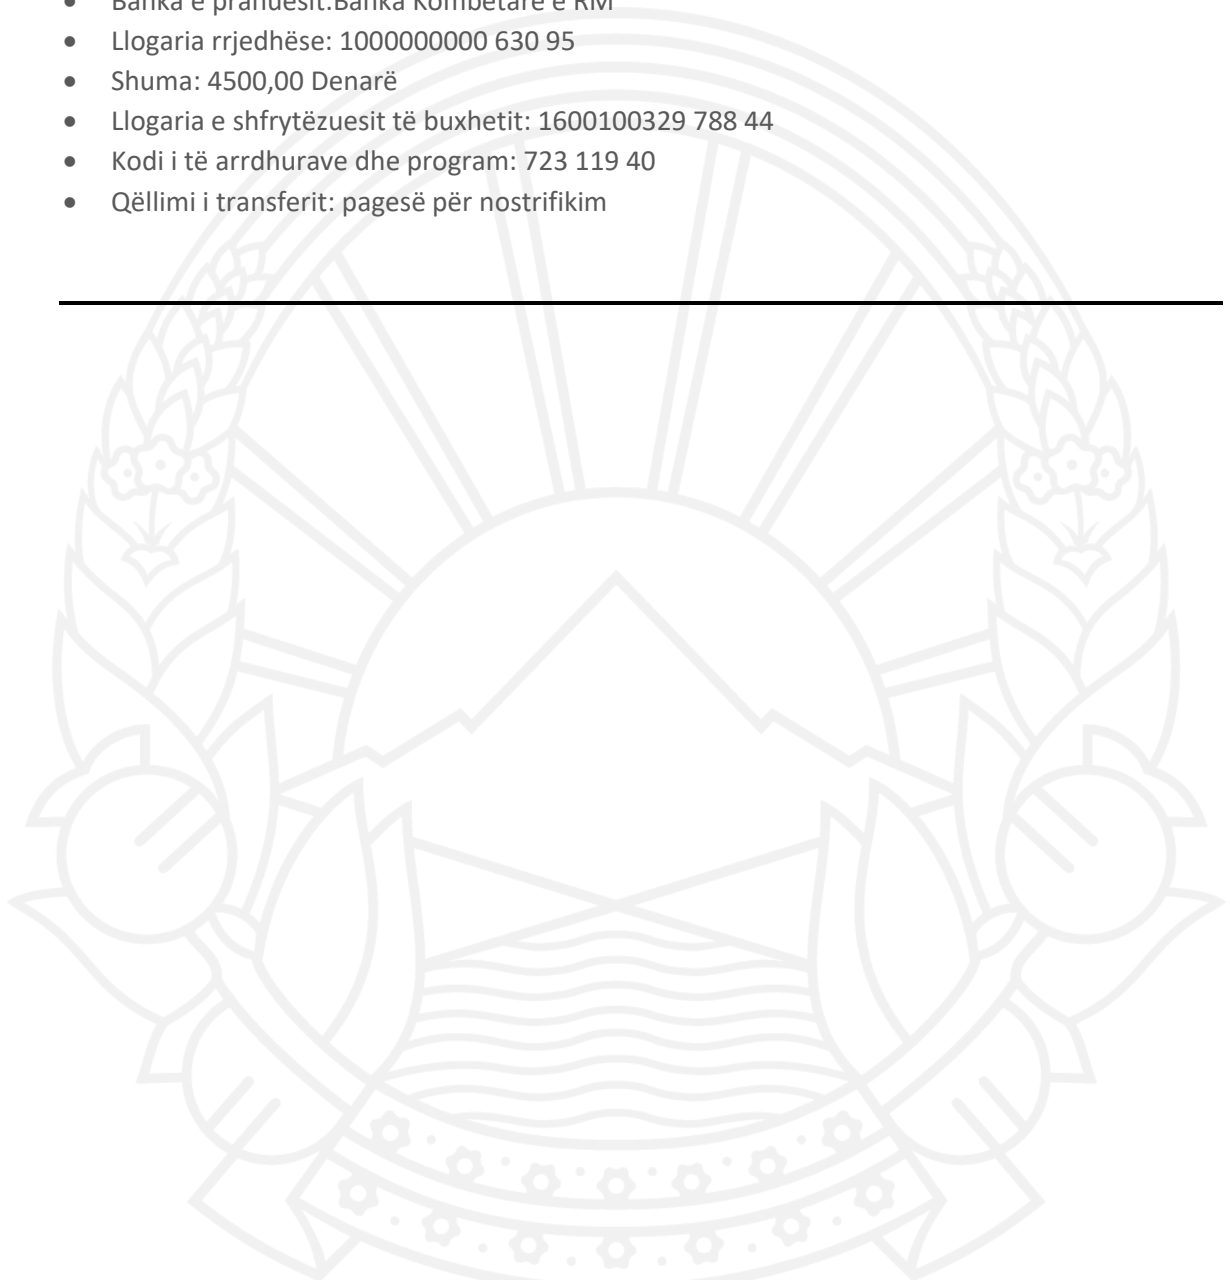 Banka e pranuesit:Banka Kombëtare e RM
• Llogaria rrjedhëse: 1000000000 630 95
• Shuma: 4500,00 Denarë
• Llogaria e shfrytëzuesit të buxhetit: 1600100329 788 44
• Kodi i të arrdhurave dhe program: 723 119 40
• Qëllimi i transferit: pagesë për nostrifikim